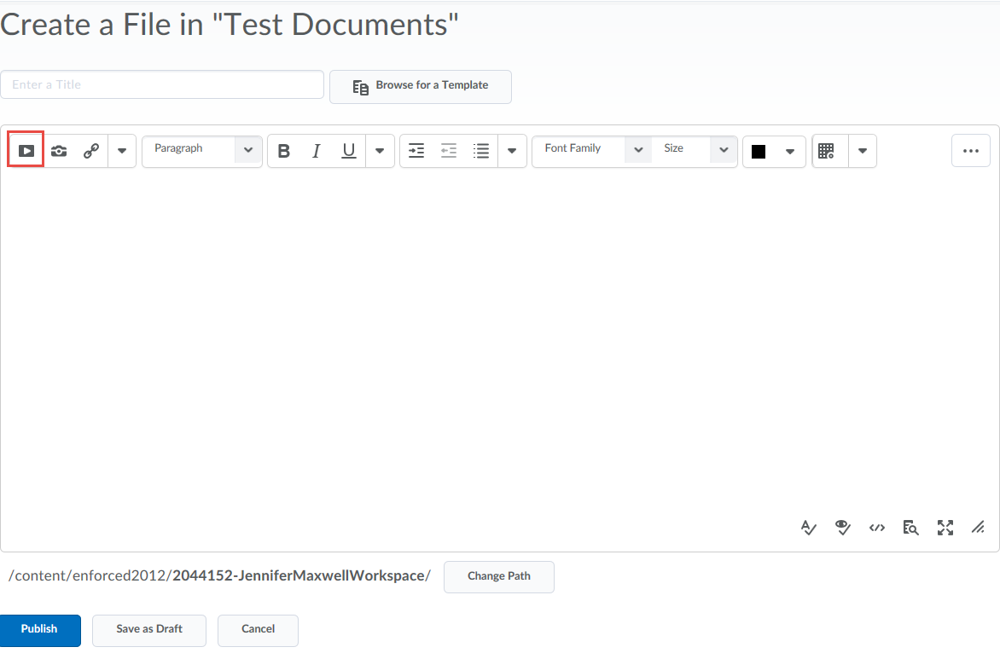 Create a File in "Test Documents"
Enter a Title
Browse for a Template
Paragraph B I U Font Family Size
/content/enforced2012/2044152-JenniferMaxwellWorkspace/ Change Path
Publish Save as Draft Cancel